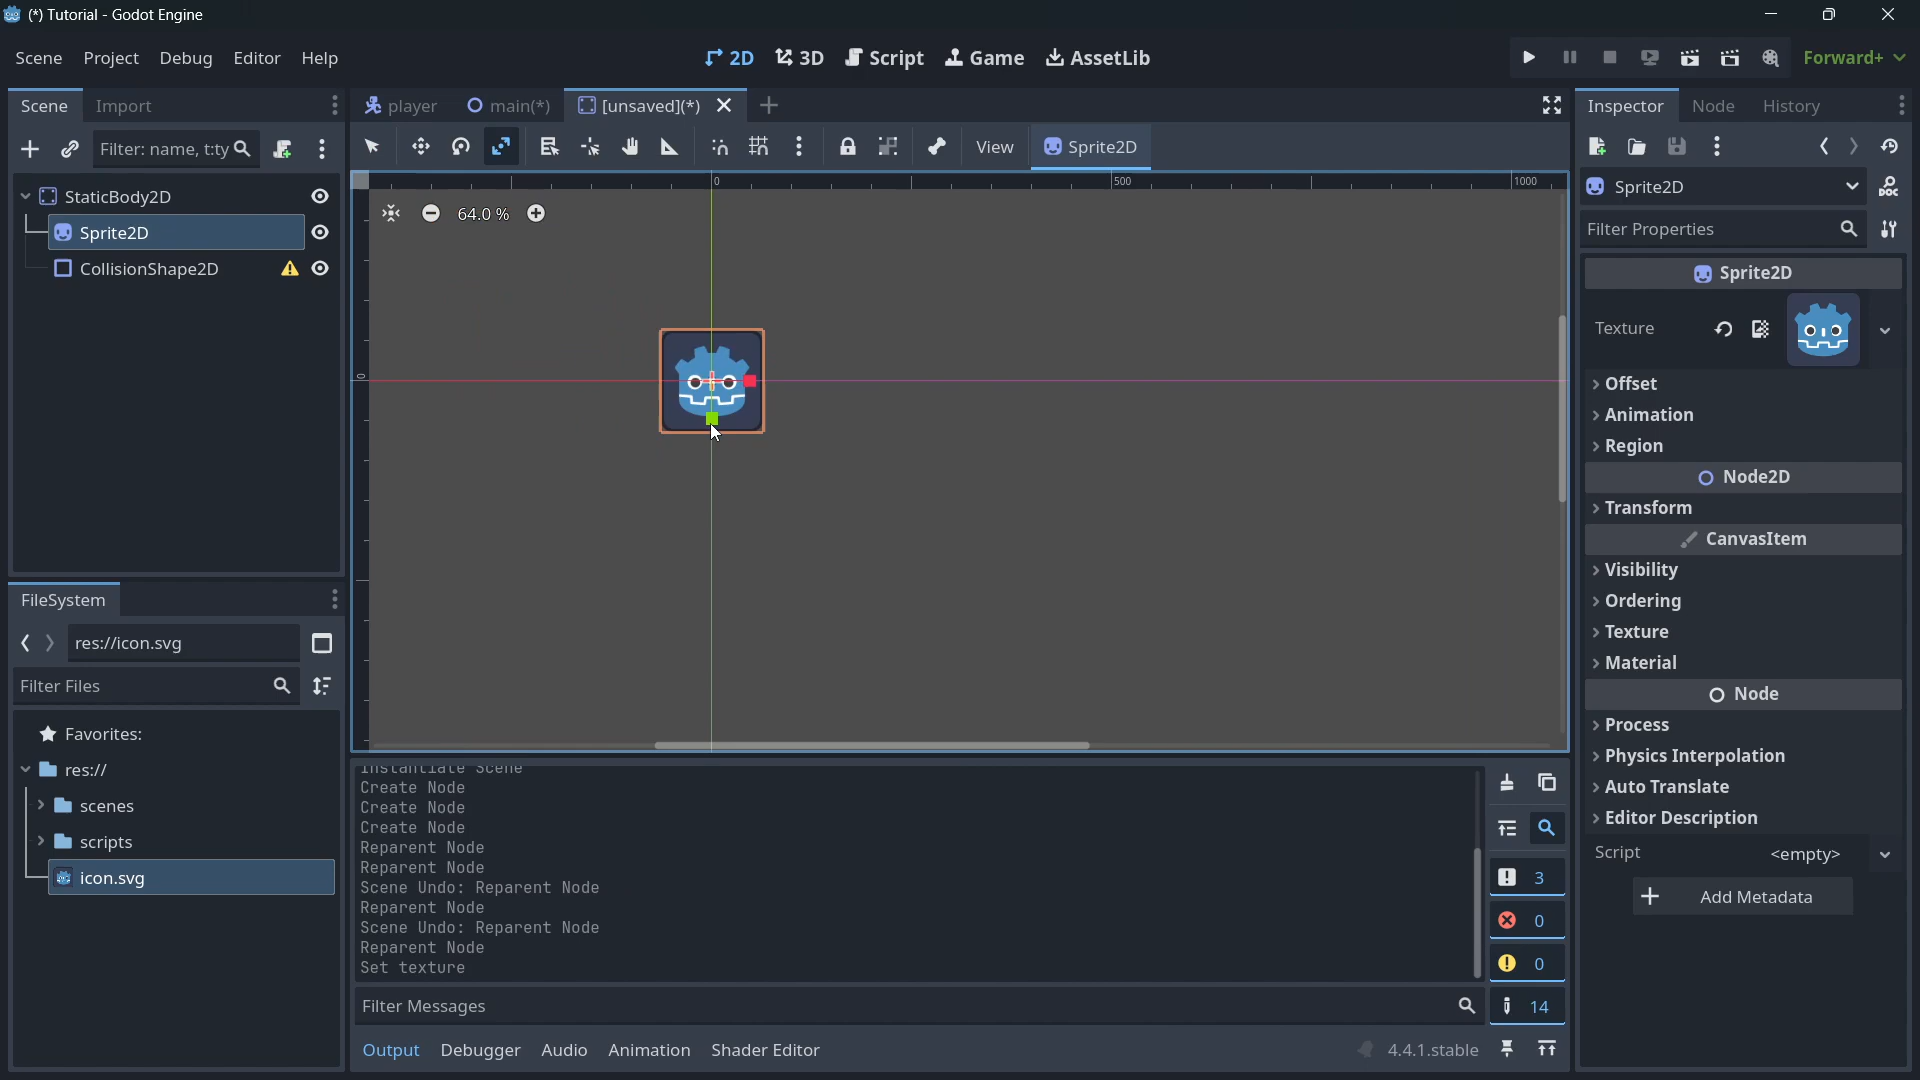 (*) Tutorial - Godot Engine
Scene Project Debug Editor Help
2D 3D Script Game AssetLib
Forward+
Scene Import
Filter: name, t:ty
StaticBody2D
Sprite2D
CollisionShape2D
FileSystem
res://icon.svg
Filter Files
Favorites:
res://
scenes
scripts
icon.svg
player main(*) [unsaved](*)
View Sprite2D
0 500 1000
64.0 %
0
Instantiate Scene
Create Node
Create Node
Create Node
Reparent Node
Reparent Node
Scene Undo: Reparent Node
Reparent Node
Scene Undo: Reparent Node
Reparent Node
Set texture
3
0
0
14
Filter Messages
Output Debugger Audio Animation Shader Editor
4.4.1.stable
Inspector Node History
Sprite2D
DOC
Filter Properties
Sprite2D
Texture
Offset
Animation
Region
Node2D
Transform
CanvasItem
Visibility
Ordering
Texture
Material
Node
Process
Physics Interpolation
Auto Translate
Editor Description
Script <empty>
Add Metadata